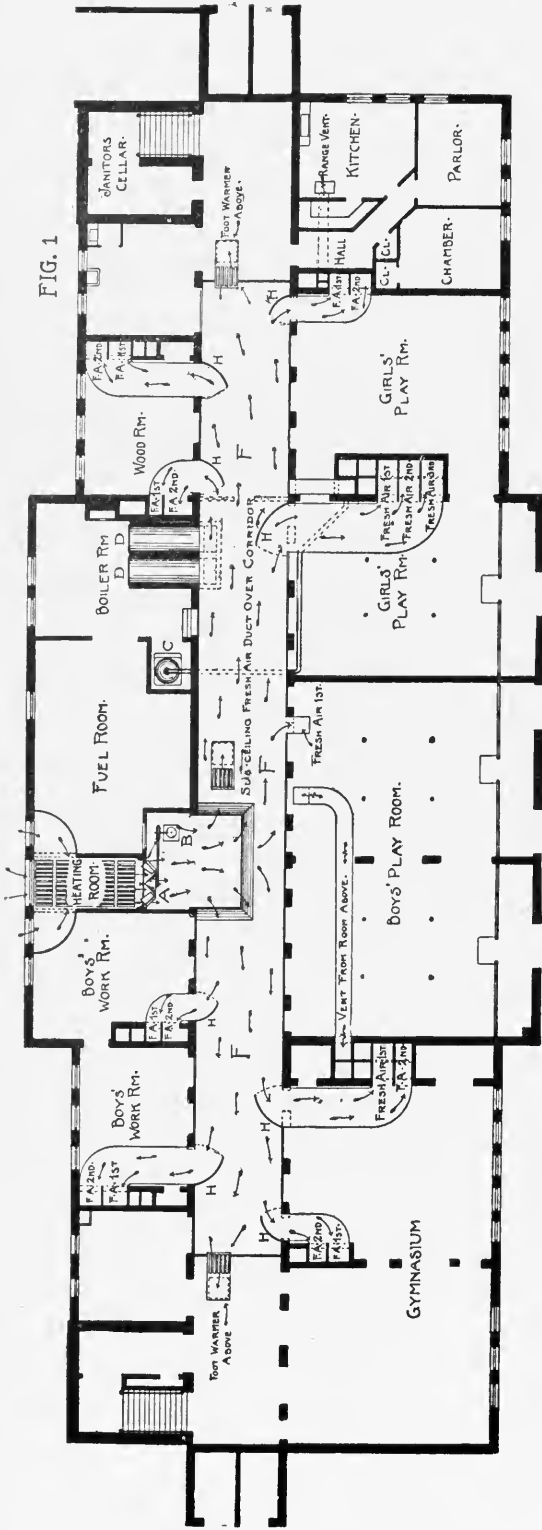 FIG. 1
JANITORS
CELLAR.
FOOT WARMER
ABOVE.
RANGE VENT.
KITCHEN.
PARLOR.
HALL
CL.
CL.
CHAMBER.
F.A. 2ND
F.A. 1ST
H
H
F.A. 1ST
F.A. 2ND
WOOD RM.
H
F
GIRLS'
PLAY RM.
F.A. 1ST
F.A. 2ND.
BOILER RM
D
D
H
FRESH AIR 1ST
FRESH AIR 2ND
FRESH AIR 3RD
GIRLS'
PLAY RM.
C
SUB-CEILING FRESH AIR DUCT OVER CORRIDOR
FUEL ROOM.
F
FRESH AIR 1ST.
HEATING
ROOM.
A
B
BOYS' PLAY ROOM.
VENT FROM ROOM ABOVE.
BOYS'
WORK RM.
F.A. 1ST
F.A. 2ND
H
F
BOYS'
WORK RM.
FRESH AIR 1ST
F.A. 2ND.
H
F.A. 2ND.
F.A. 1ST
H
H
F.A. 2ND
F.A. 1ST.
GYMNASIUM
FOOT WARMER
ABOVE